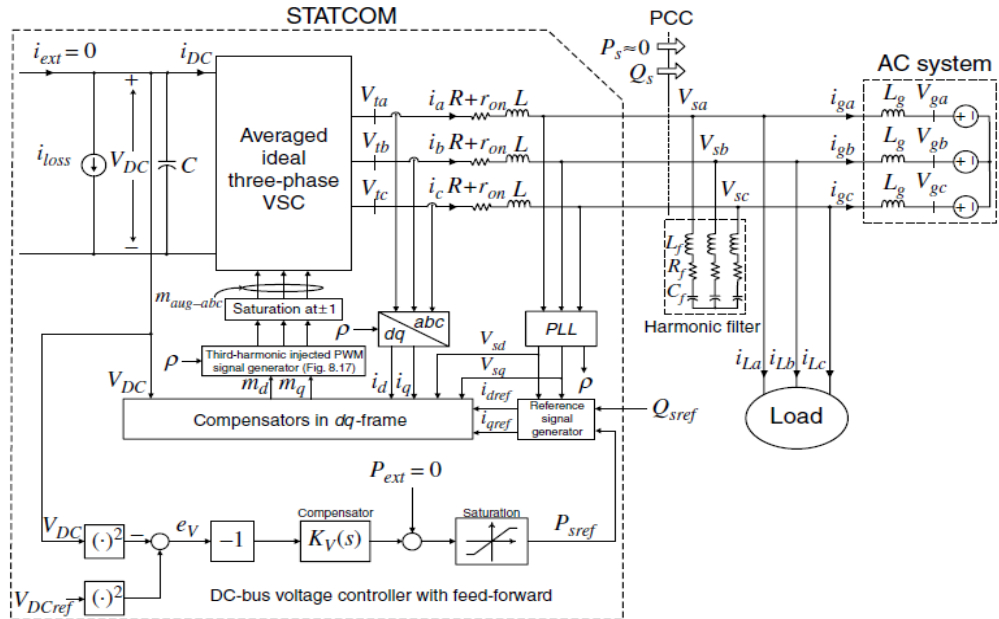 STATCOM
PCC
AC system
i_ext = 0
i_DC
P_s≈0
Q_s
V_ta
i_a R+r_on L
V_sa
i_ga
L_g
V_ga
+
i_loss
V_DC
C
Averaged
ideal
three-phase
VSC
V_tb
i_b R+r_on L
V_sb
i_gb
L_g
V_gb
V_tc
i_c R+r_on L
V_sc
i_gc
L_g
V_gc
−
L_f
R_f
C_f
Harmonic filter
m_aug–abc
Saturation at±1
ρ
dq
abc
PLL
ρ
V_sd
V_sq
ρ
Third-harmonic injected PWM
signal generator (Fig. 8.17)
V_DC
m_d
m_q
i_d
i_q
i_dref
i_qref
Compensators in dq-frame
Reference
signal
generator
Q_sref
i_La
i_Lb
i_Lc
Load
P_ext = 0
V_DC
(·)²
−
e_V
−1
Compensator
K_V(s)
Saturation
P_sref
V_DCref
(·)²
DC-bus voltage controller with feed-forward